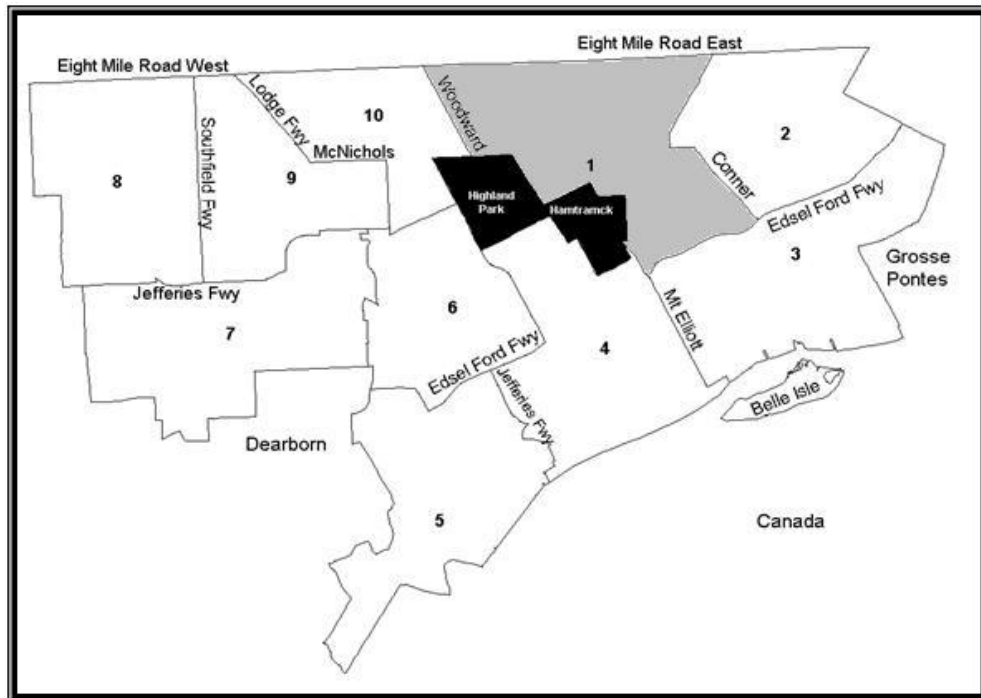 Eight Mile Road East
Eight Mile Road West
Lodge Fwy
Woodward
10
2
McNichols
Southfield Fwy
1
Conner
8
9
Highland
Park
Hamtramck
Edsel Ford Fwy
3
Grosse
Pontes
Jefferies Fwy
6
7
Mt Elliott
4
Edsel Ford Fwy
Jefferies Fwy
Belle Isle
Dearborn
5
Canada